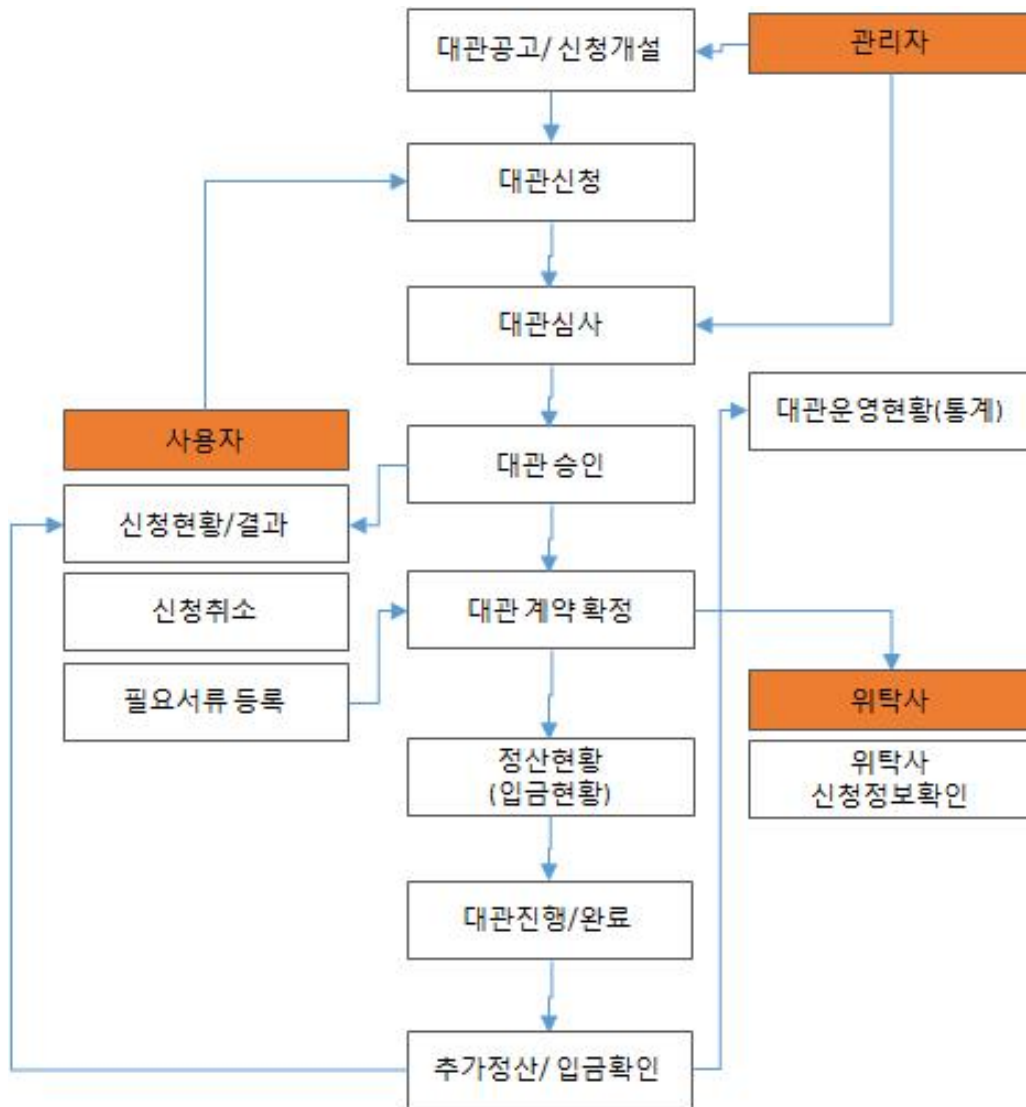 대관공고/ 신청개설
관리자
대관신청
대관심사
대관운영현황(통계)
사용자
대관 승인
신청현황/결과
신청취소
대관 계약 확정
필요서류 등록
위탁사
정산현황
(입금현황)
위탁사
신청정보확인
대관진행/완료
추가정산/ 입금확인